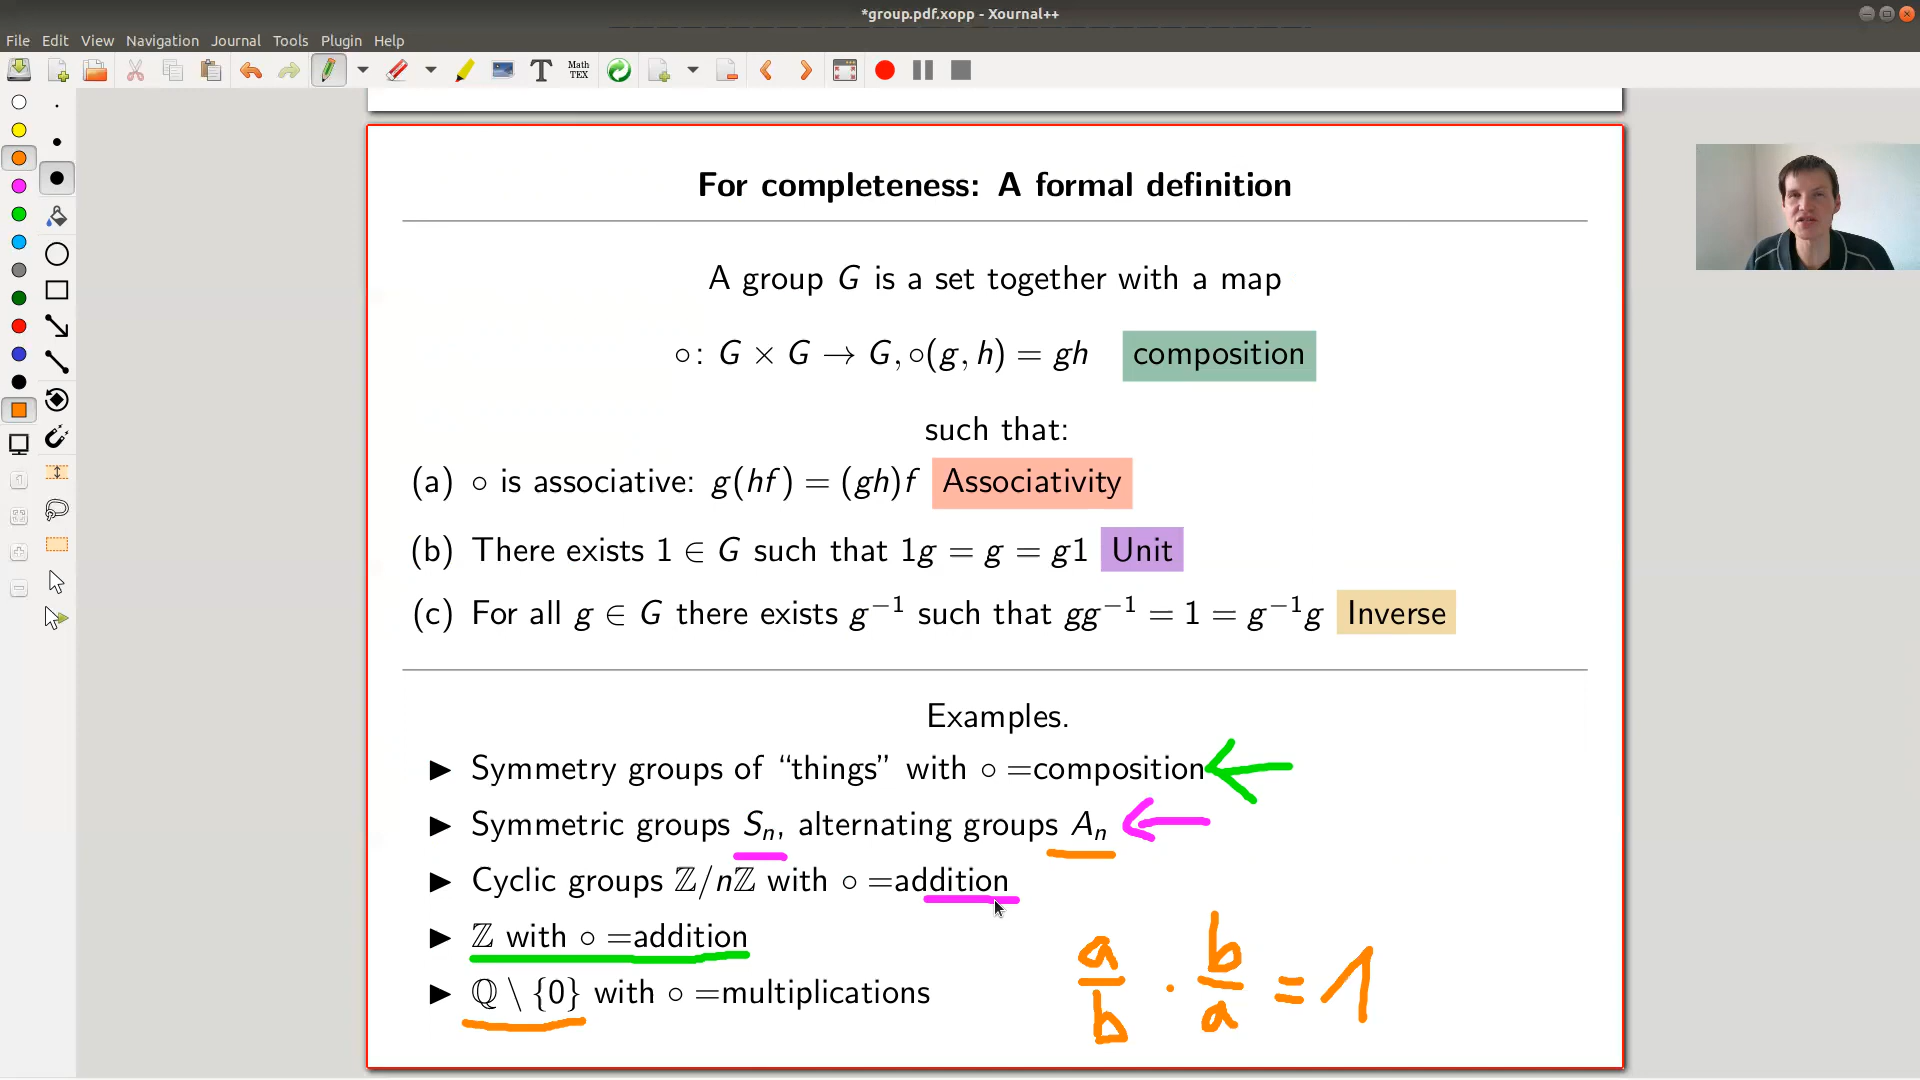 *group.pdf.xopp - Xournal++
File Edit View Navigation Journal Tools Plugin Help
Math
TEX
For completeness: A formal definition
A group G is a set together with a map
∘: G × G → G, ∘(g, h) = gh composition
such that:
(a) ∘ is associative: g(hf) = (gh)f Associativity
(b) There exists 1 ∈ G such that 1g = g = g1 Unit
(c) For all g ∈ G there exists g⁻¹ such that gg⁻¹ = 1 = g⁻¹g Inverse
Examples.
▶ Symmetry groups of “things” with ∘ =composition
▶ Symmetric groups Sₙ, alternating groups Aₙ
▶ Cyclic groups ℤ/nℤ with ∘ =addition
▶ ℤ with ∘ =addition
▶ ℚ \ {0} with ∘ =multiplications
a/b · b/a = 1